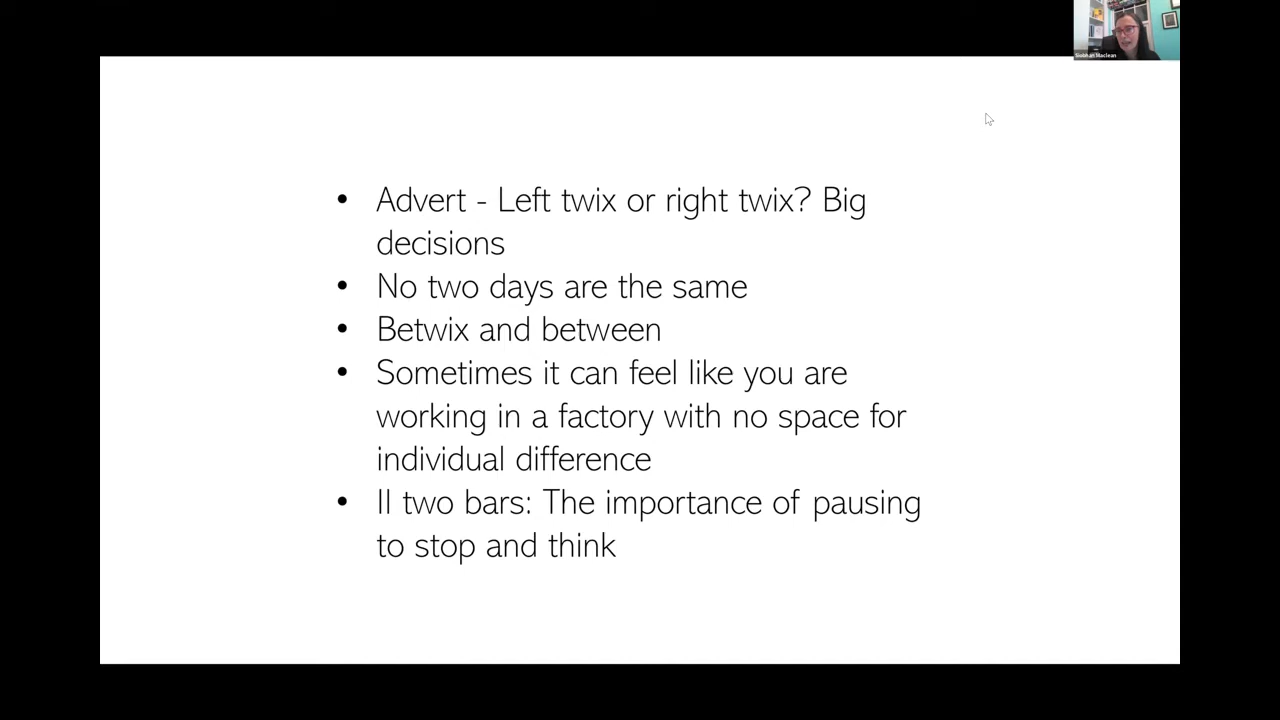 Siobhan Maclean
• Advert - Left twix or right twix? Big
decisions
• No two days are the same
• Betwix and between
• Sometimes it can feel like you are
working in a factory with no space for
individual difference
• II two bars: The importance of pausing
to stop and think